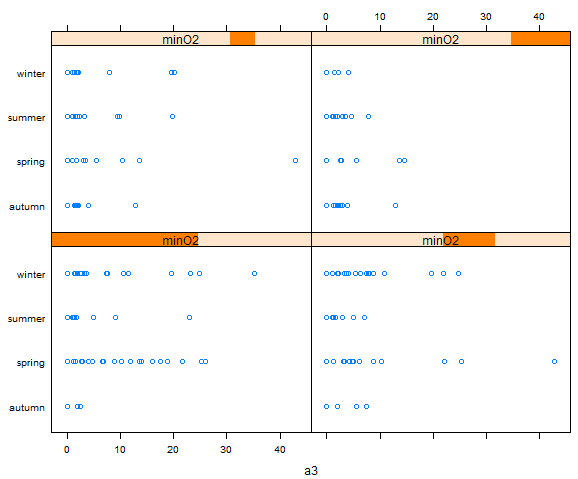 0 10 20 30 40
minO2 minO2
winter
summer
spring
autumn
minO2 minO2
winter
summer
spring
autumn
0 10 20 30 40
a3